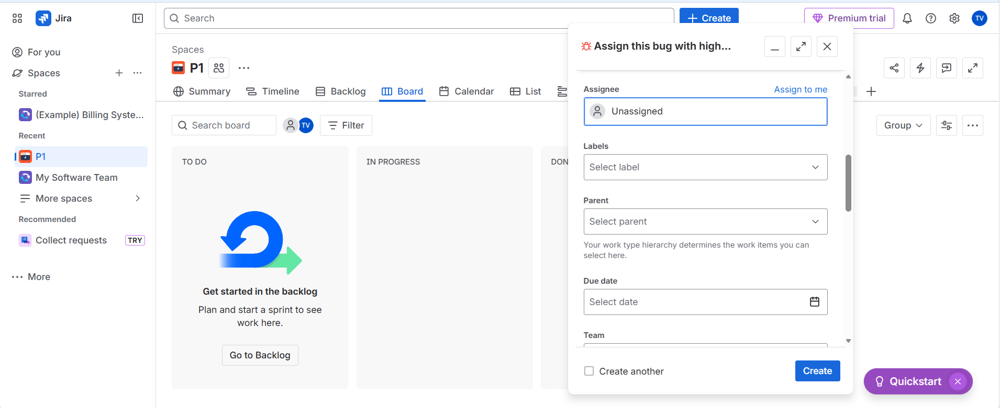 Jira
Search
Create
Premium trial
TV
For you
Spaces
Starred
(Example) Billing Syste...
Recent
P1
My Software Team
More spaces
Recommended
Collect requests
TRY
More
Spaces
P1
Summary
Timeline
Backlog
Board
Calendar
List
Search board
TV
Filter
Group
TO DO
IN PROGRESS
DON
Get started in the backlog
Plan and start a sprint to see
work here.
Go to Backlog
Assign this bug with high...
Assignee
Assign to me
Unassigned
Labels
Select label
Parent
Select parent
Your work type hierarchy determines the work items you can
select here.
Due date
Select date
Team
Create another
Create
Quickstart